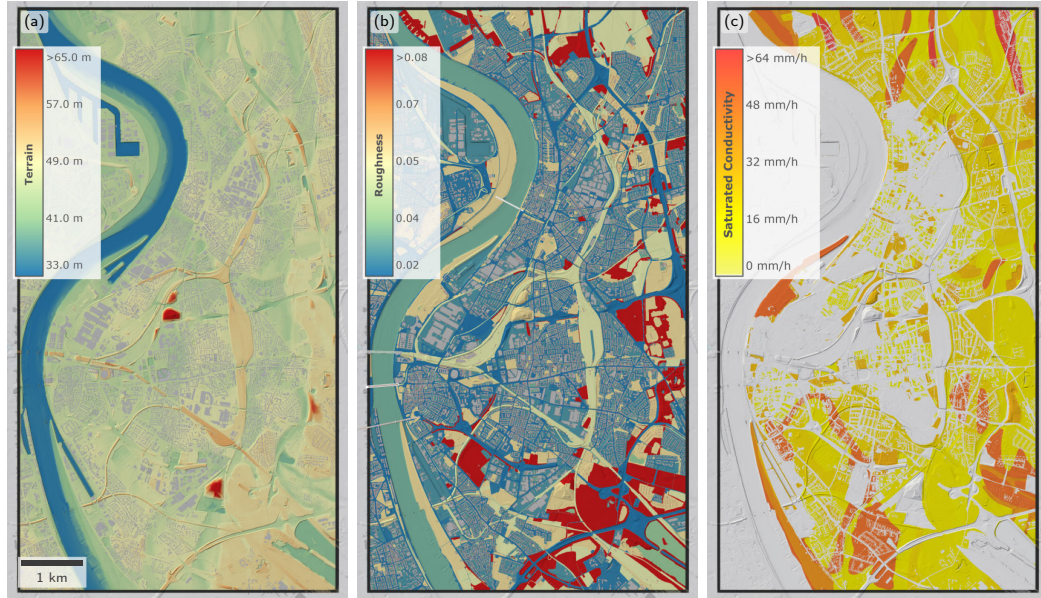 (a)
>65.0 m
57.0 m
49.0 m
41.0 m
33.0 m
Terrain
1 km
(b)
>0.08
0.07
0.05
0.04
0.02
Roughness
(c)
>64 mm/h
48 mm/h
32 mm/h
16 mm/h
0 mm/h
Saturated Conductivity